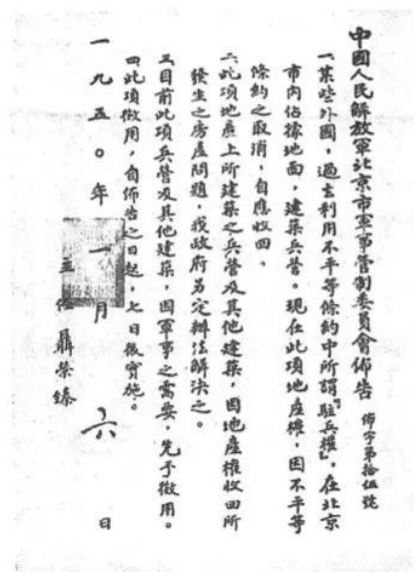 中國人民解放軍北京市軍事管制委員會佈告 佈字第拾伍號
一、某些外國，過去利用不平等條約中所謂「駐兵權」，在北京
市內佔據地面，建築兵營。現在此項地產權，因不平等
條約之取消，自應收回。
二、此項地產上所建築之兵營及其他建築，因地產權收回所
發生之房產問題，我政府另定辦法解決之。
三、目前此項兵營及其他建築，因軍事之需要，先予徵用。
四、此項徵用，自佈告之日起，七日後實施。
主任 聶榮臻
一九五〇年一月六日